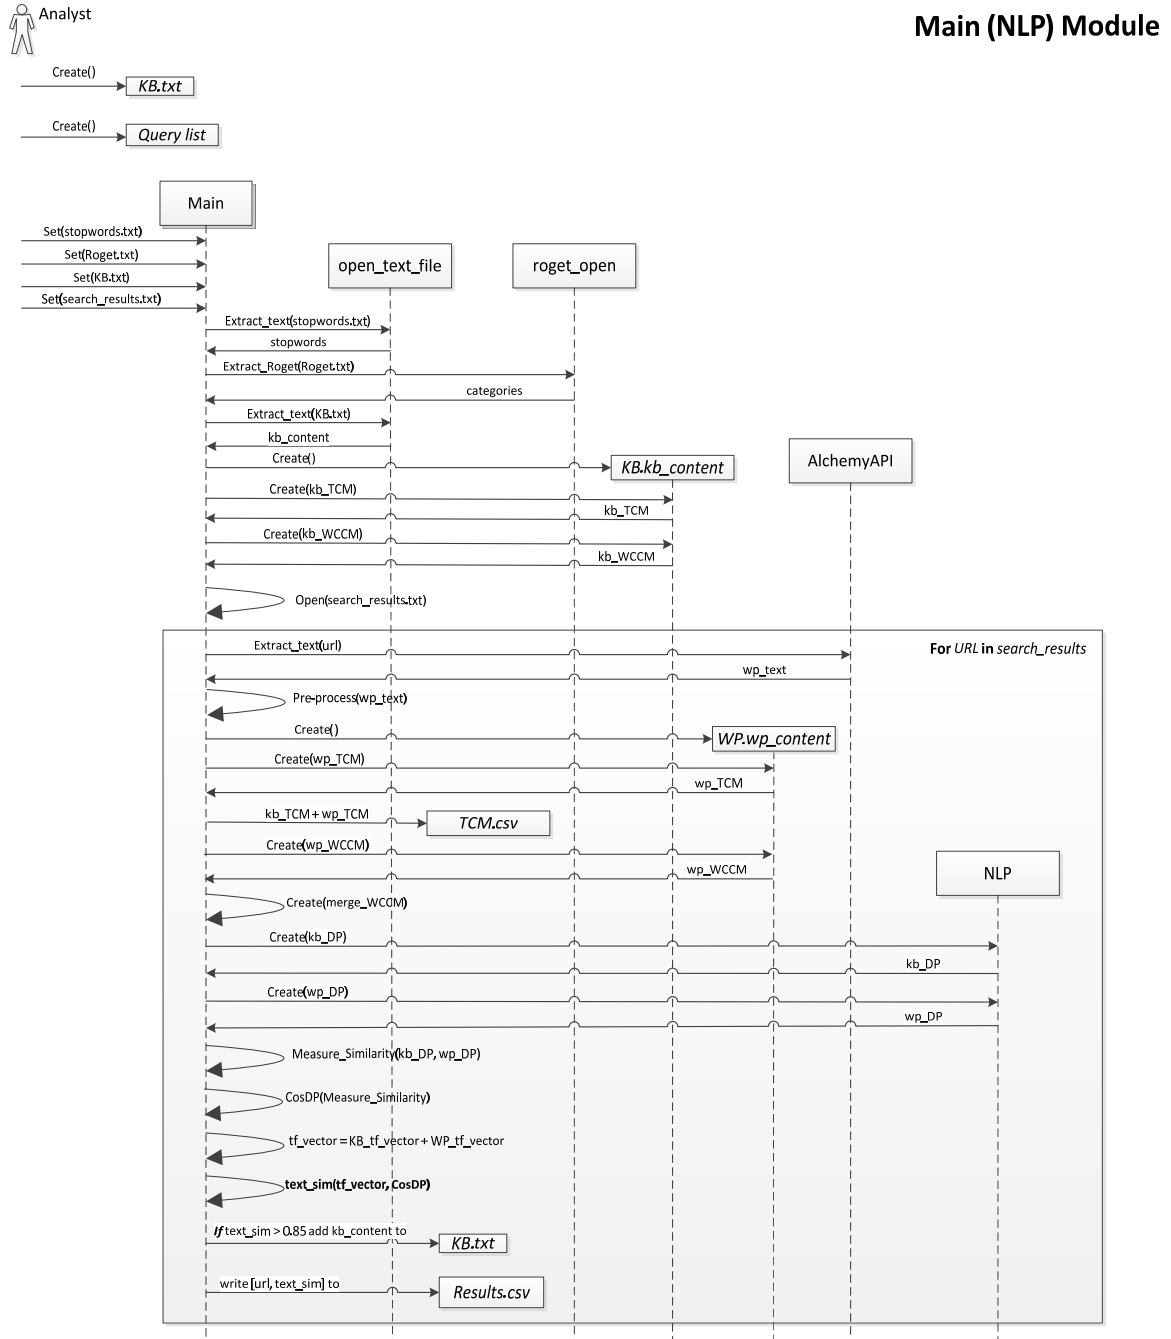 Analyst
Main (NLP) Module
Create()
KB.txt
Create()
Query list
Main
Set(stopwords.txt)
Set(Roget.txt)
Set(KB.txt)
Set(search_results.txt)
open_text_file
roget_open
Extract_text(stopwords.txt)
stopwords
Extract_Roget(Roget.txt)
categories
Extract_text(KB.txt)
kb_content
Create()
KB.kb_content
AlchemyAPI
Create(kb_TCM)
kb_TCM
Create(kb_WCCM)
kb_WCCM
Open(search_results.txt)
For URL in search_results
Extract_text(url)
wp_text
Pre-process(wp_text)
Create()
WP.wp_content
Create(wp_TCM)
wp_TCM
kb_TCM + wp_TCM
TCM.csv
Create(wp_WCCM)
wp_WCCM
NLP
Create(merge_WCCM)
Create(kb_DP)
kb_DP
Create(wp_DP)
wp_DP
Measure_Similarity(kb_DP, wp_DP)
CosDP(Measure_Similarity)
tf_vector = KB_tf_vector + WP_tf_vector
text_sim(tf_vector, CosDP)
If text_sim > 0.85 add kb_content to
KB.txt
write [url, text_sim] to
Results.csv